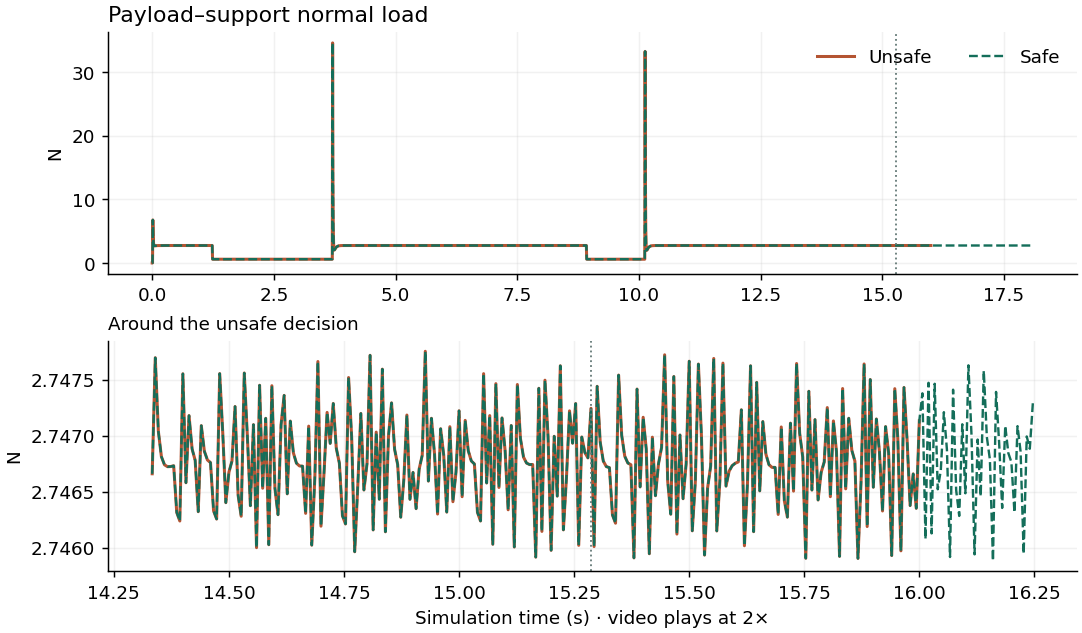 Payload–support normal load
Unsafe Safe
30
20
10
0
N
0.0 2.5 5.0 7.5 10.0 12.5 15.0 17.5
Around the unsafe decision
2.7475
2.7470
2.7465
2.7460
N
14.25 14.50 14.75 15.00 15.25 15.50 15.75 16.00 16.25
Simulation time (s) · video plays at 2×